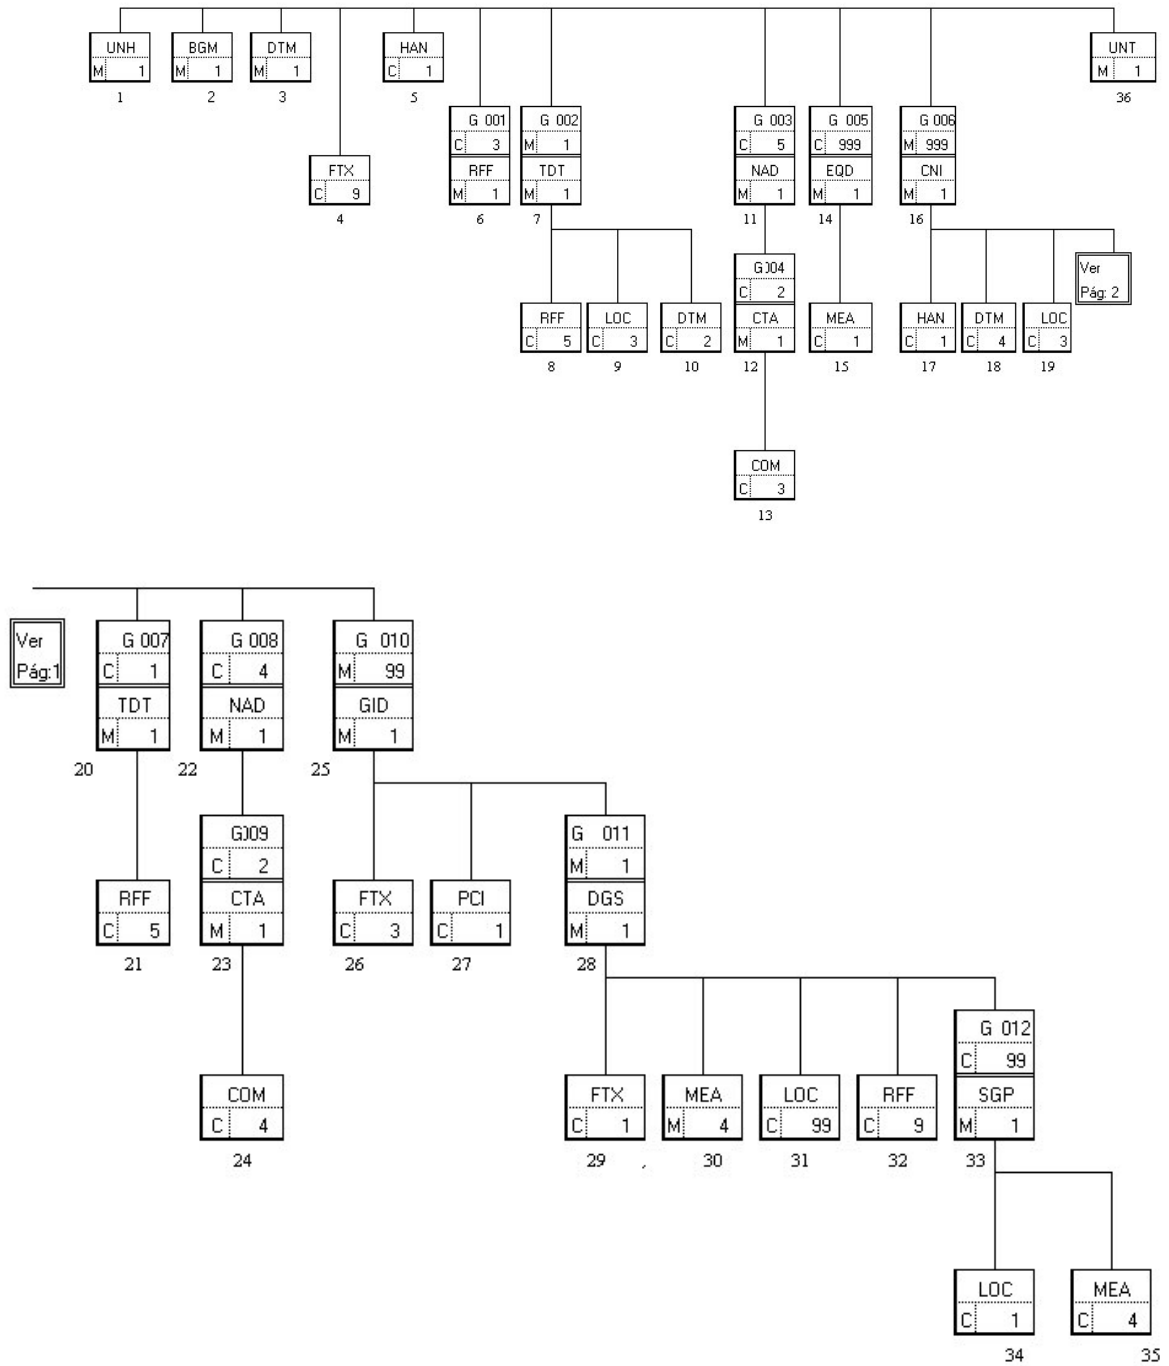 UNH BGM DTM HAN UNT
M 1 M 1 M 1 C 1 M 1
1 2 3 5 36
G 001 G 002 G 003 G 005 G 006
C 3 M 1 C 5 C 999 M 999
FTX RFF TDT NAD EQD CNI
C 9 M 1 M 1 M 1 M 1 M 1
4 6 7 11 14 16
G004 Ver
C 2 Pág: 2
RFF LOC DTM CTA MEA HAN DTM LOC
C 5 C 3 C 2 M 1 C 1 C 1 C 4 C 3
8 9 10 12 15 17 18 19
COM
C 3
13
Ver G 007 G 008 G 010
Pág:1 C 1 C 4 M 99
TDT NAD GID
M 1 M 1 M 1
20 22 25
G009 G 011
C 2 M 1
RFF CTA FTX PCI DGS
C 5 M 1 C 3 C 1 M 1
21 23 26 27 28
G 012
C 99
COM FTX MEA LOC RFF SGP
C 4 C 1 M 4 C 99 C 9 M 1
24 29 30 31 32 33
LOC MEA
C 1 C 4
34 35